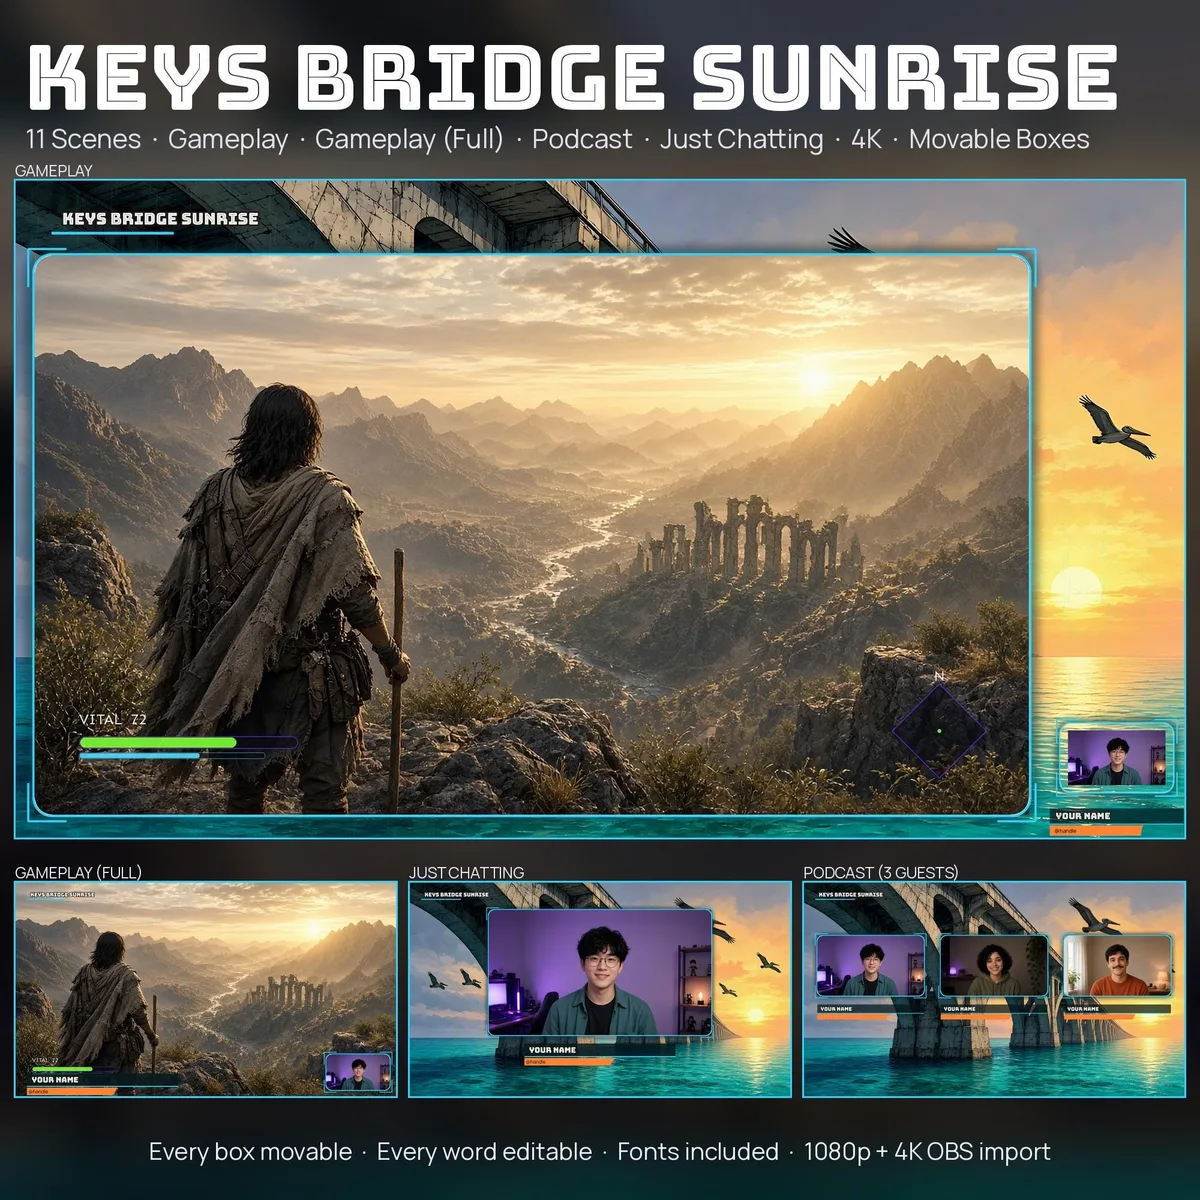 KEYS BRIDGE SUNRISE
11 Scenes · Gameplay · Gameplay (Full) · Podcast · Just Chatting · 4K · Movable Boxes
GAMEPLAY
KEYS BRIDGE SUNRISE
N
VITAL 72
YOUR NAME
@handle
GAMEPLAY (FULL)
JUST CHATTING
PODCAST (3 GUESTS)
KEYS BRIDGE SUNRISE
KEYS BRIDGE SUNRISE
KEYS BRIDGE SUNRISE
VITAL 72
YOUR NAME
@handle
YOUR NAME
@handle
YOUR NAME
YOUR NAME
YOUR NAME
Every box movable · Every word editable · Fonts included · 1080p + 4K OBS import